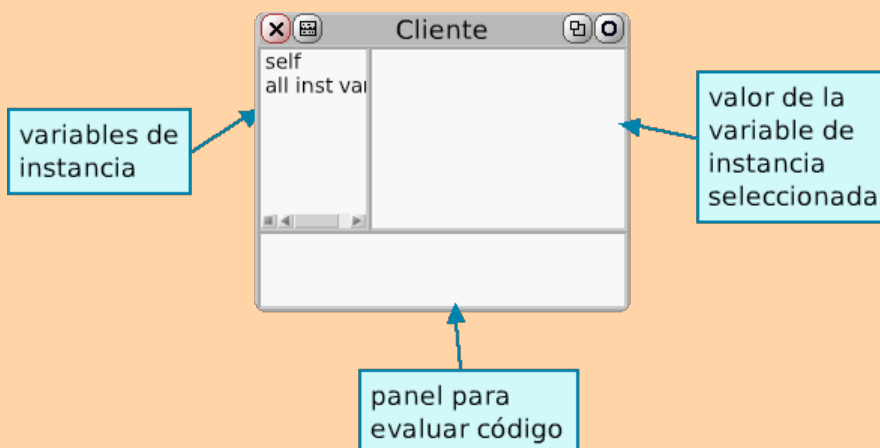 Cliente
self
all inst var
variables de
instancia
valor de la
variable de
instancia
seleccionada
panel para
evaluar código